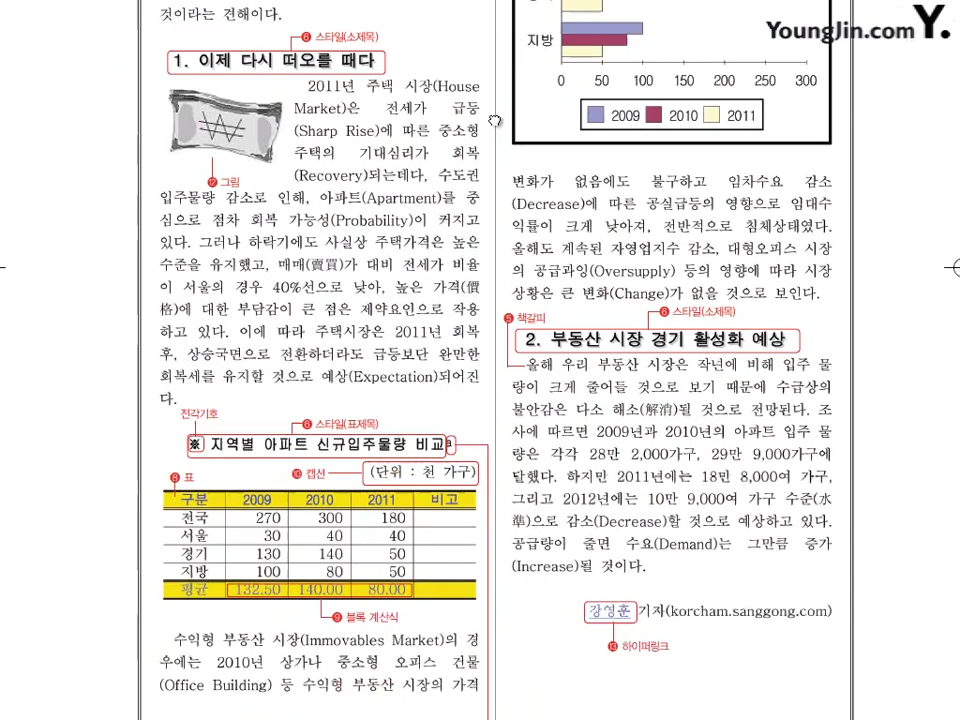 것이라는 견해이다.
❻ 스타일(소제목)
1. 이제 다시 떠오를 때다
2011년 주택 시장(House
Market)은 전세가 급등
(Sharp Rise)에 따른 중소형
주택의 기대심리가 회복
(Recovery)되는데다, 수도권
⓬ 그림
입주물량 감소로 인해, 아파트(Apartment)를 중
심으로 점차 회복 가능성(Probability)이 커지고
있다. 그러나 하락기에도 사실상 주택가격은 높은
수준을 유지했고, 매매(賣買)가 대비 전세가 비율
이 서울의 경우 40%선으로 낮아, 높은 가격(價
格)에 대한 부담감이 큰 점은 제약요인으로 작용
하고 있다. 이에 따라 주택시장은 2011년 회복
후, 상승국면으로 전환하더라도 급등보단 완만한
회복세를 유지할 것으로 예상(Expectation)되어진
다.
전각기호
❻ 스타일(표제목)
※ 지역별 아파트 신규입주물량 비교
❿ 캡션
(단위 : 천 가구)
❽ 표
구분 2009 2010 2011 비고
전국 270 300 180
서울 30 40 40
경기 130 140 50
지방 100 80 50
평균 132.50 140.00 80.00
❾ 블록 계산식
수익형 부동산 시장(Immovables Market)의 경
우에는 2010년 상가나 중소형 오피스 건물
(Office Building) 등 수익형 부동산 시장의 가격
YoungJin.com Y.
지방
0 50 100 150 200 250 300
2009 2010 2011
변화가 없음에도 불구하고 임차수요 감소
(Decrease)에 따른 공실급등의 영향으로 임대수
익률이 크게 낮아져, 전반적으로 침체상태였다.
올해도 계속된 자영업지수 감소, 대형오피스 시장
의 공급과잉(Oversupply) 등의 영향에 따라 시장
상황은 큰 변화(Change)가 없을 것으로 보인다.
❺ 책갈피
❻ 스타일(소제목)
2. 부동산 시장 경기 활성화 예상
올해 우리 부동산 시장은 작년에 비해 입주 물
량이 크게 줄어들 것으로 보기 때문에 수급상의
불안감은 다소 해소(解消)될 것으로 전망된다. 조
사에 따르면 2009년과 2010년의 아파트 입주 물
량은 각각 28만 2,000가구, 29만 9,000가구에
달했다. 하지만 2011년에는 18만 8,000여 가구,
그리고 2012년에는 10만 9,000여 가구 수준(水
準)으로 감소(Decrease)할 것으로 예상하고 있다.
공급량이 줄면 수요(Demand)는 그만큼 증가
(Increase)될 것이다.
강영훈 기자(korcham.sanggong.com)
⓭ 하이퍼링크